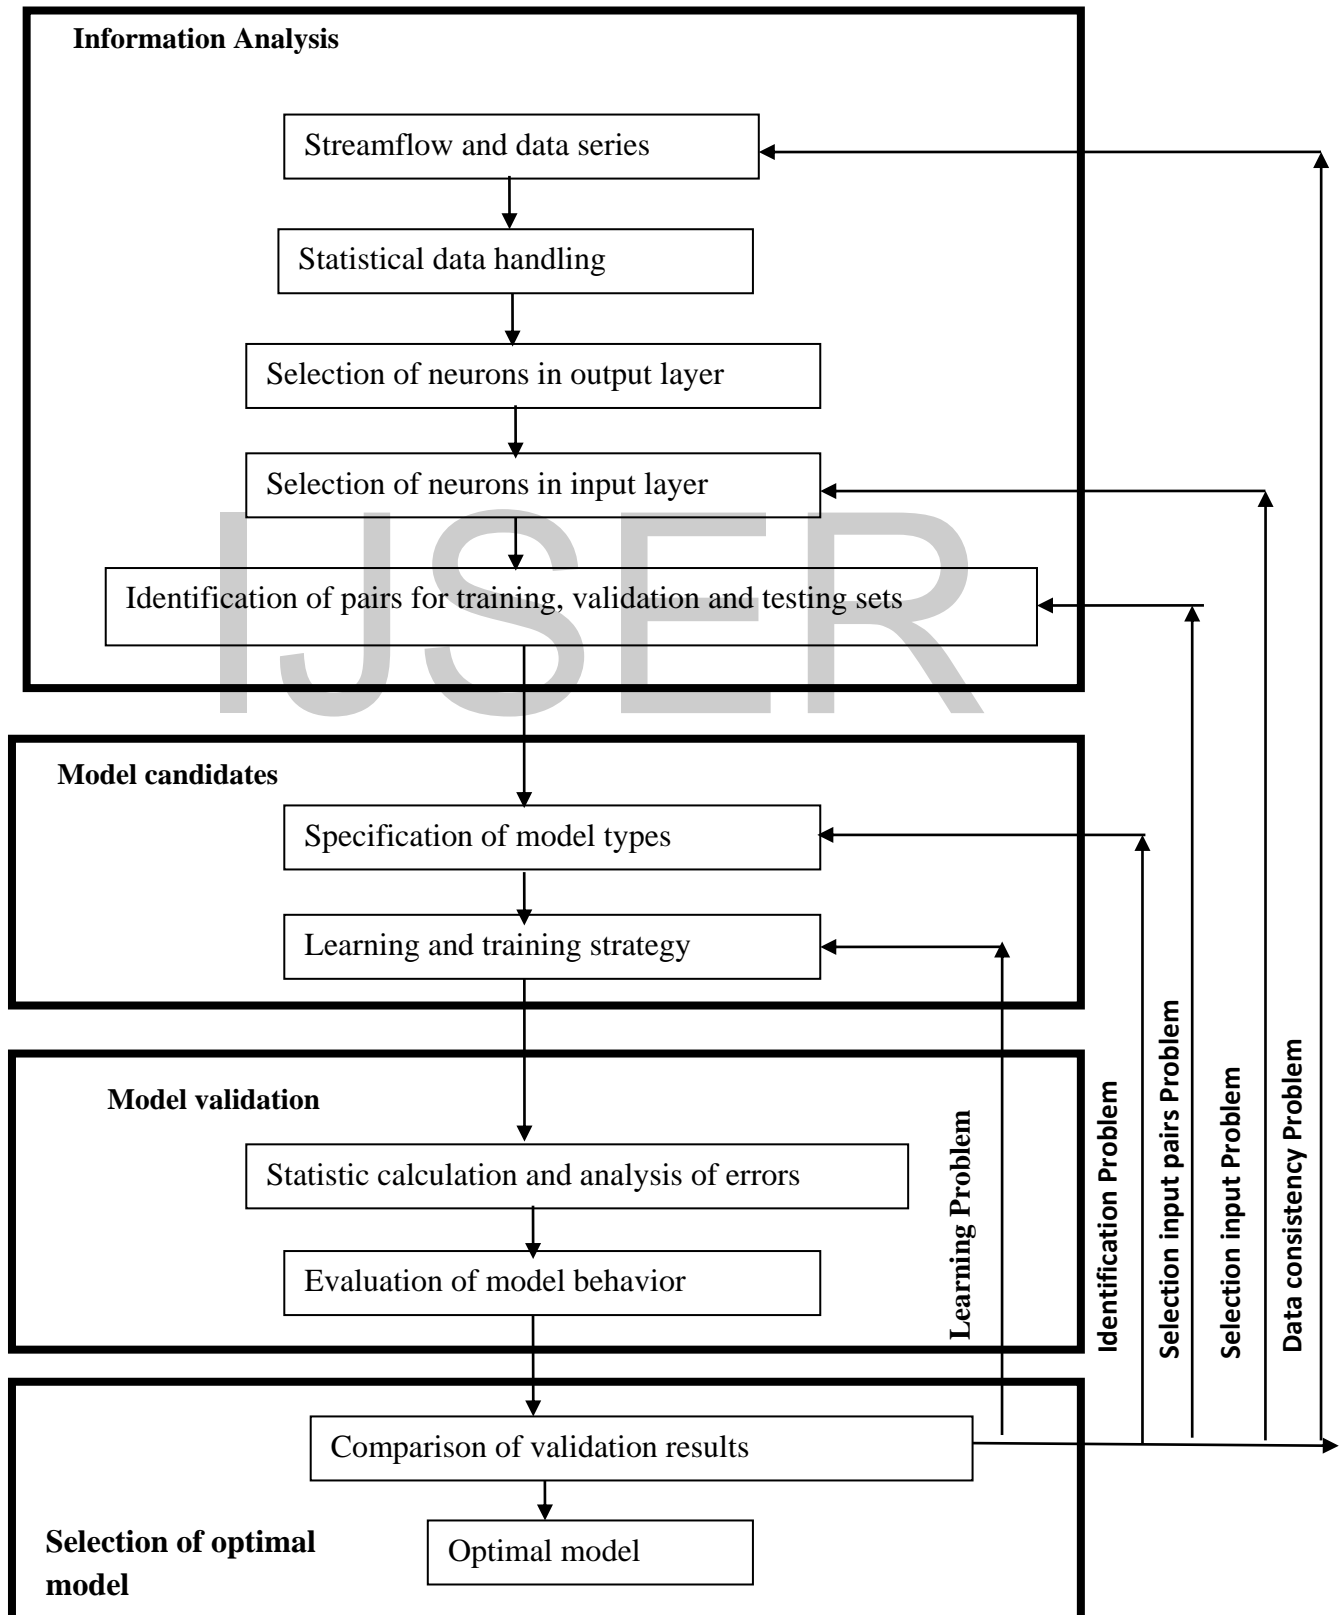 Information Analysis
Streamflow and data series
Statistical data handling
Selection of neurons in output layer
Selection of neurons in input layer
IJSER
Identification of pairs for training, validation and testing sets
Model candidates
Specification of model types
Learning and training strategy
Model validation
Statistic calculation and analysis of errors
Evaluation of model behavior
Learning Problem
Identification Problem
Selection input pairs Problem
Selection input Problem
Data consistency Problem
Comparison of validation results
Selection of optimal
model
Optimal model